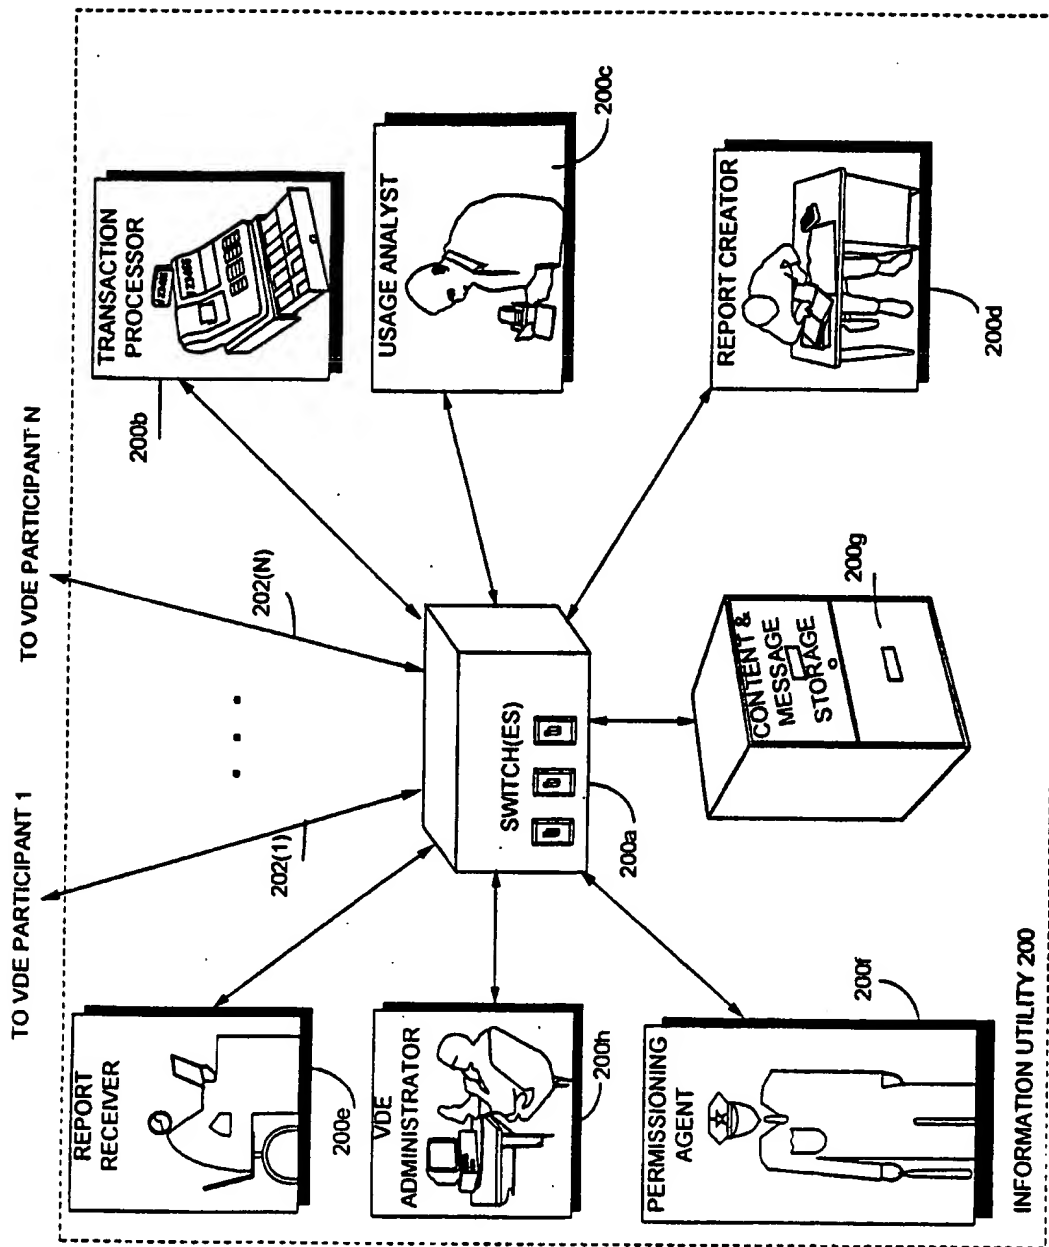 TO VDE PARTICIPANT 1
TO VDE PARTICIPANT N
202(1)
202(N)
REPORT
RECEIVER
200e
TRANSACTION
PROCESSOR
200b
VDE
ADMINISTRATOR
200h
SWITCH(ES)
200a
USAGE ANALYST
200c
PERMISSIONING
AGENT
200f
CONTENT &
MESSAGE
STORAGE
200g
REPORT CREATOR
200d
INFORMATION UTILITY 200